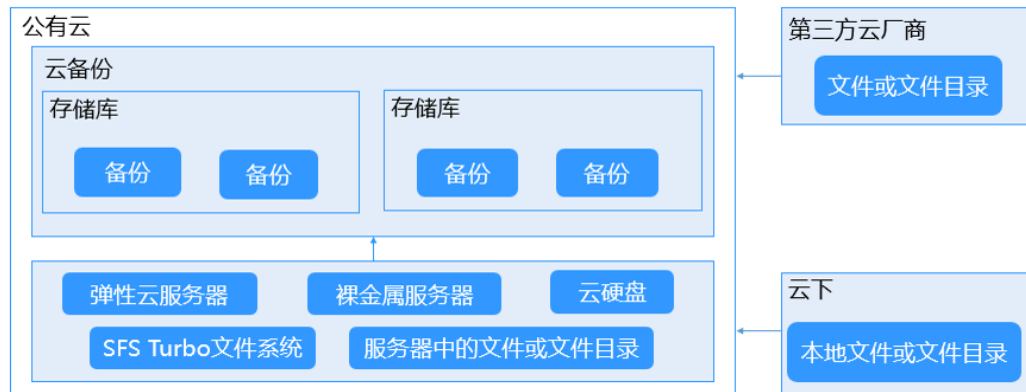 公有云
云备份
存储库
备份
备份
存储库
备份
备份
弹性云服务器
裸金属服务器
云硬盘
SFS Turbo文件系统
服务器中的文件或文件目录
第三方云厂商
文件或文件目录
云下
本地文件或文件目录